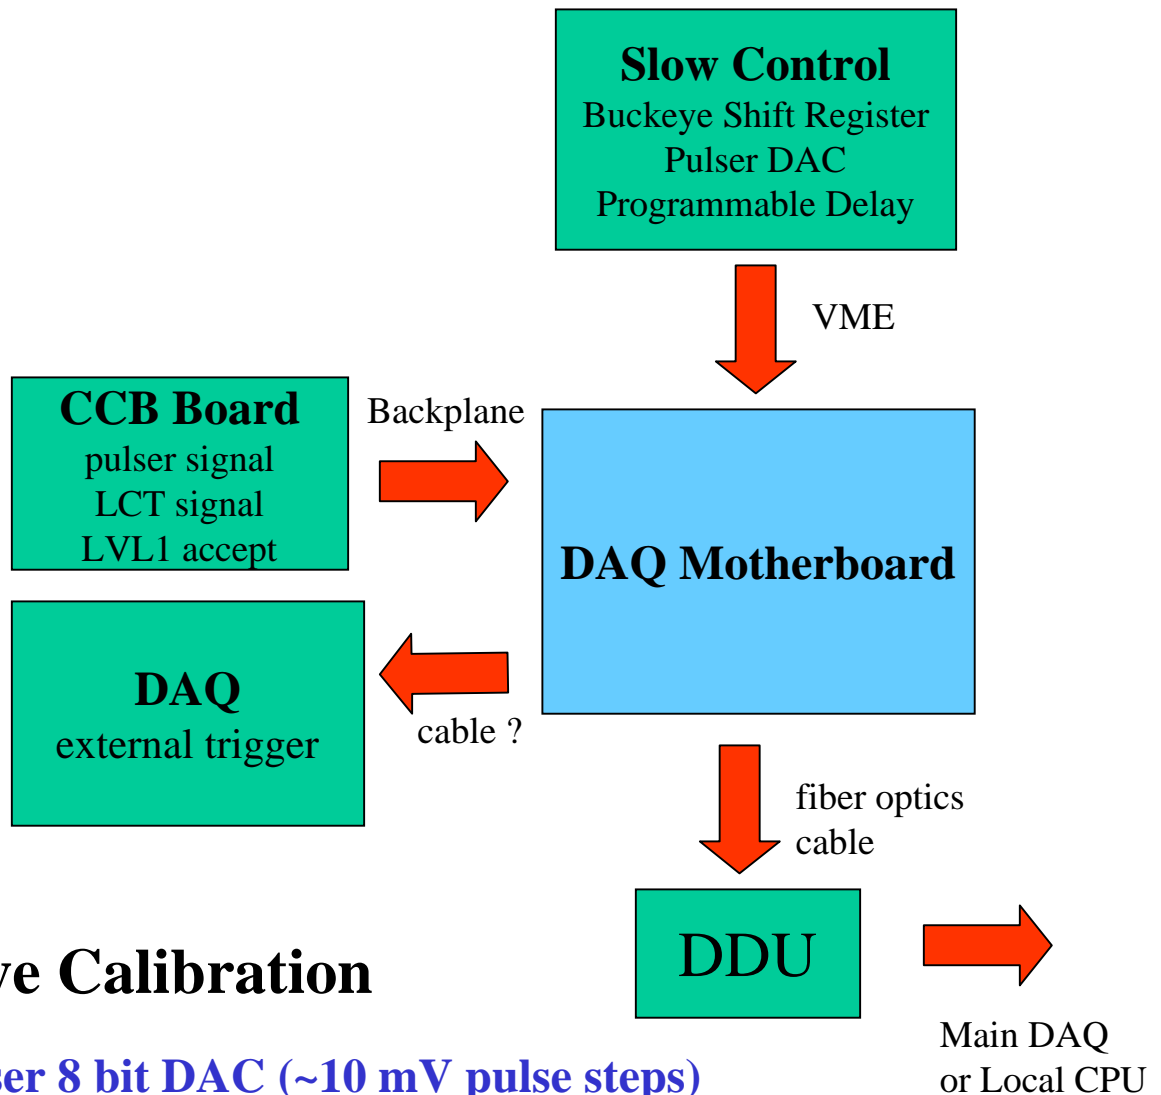 Slow Control
Buckeye Shift Register
Pulser DAC
Programmable Delay
VME
CCB Board
pulser signal
LCT signal
LVL1 accept
Backplane
DAQ Motherboard
DAQ
external trigger
cable ?
fiber optics
cable
DDU
Main DAQ
or Local CPU
ve Calibration
ser 8 bit DAC (~10 mV pulse steps)